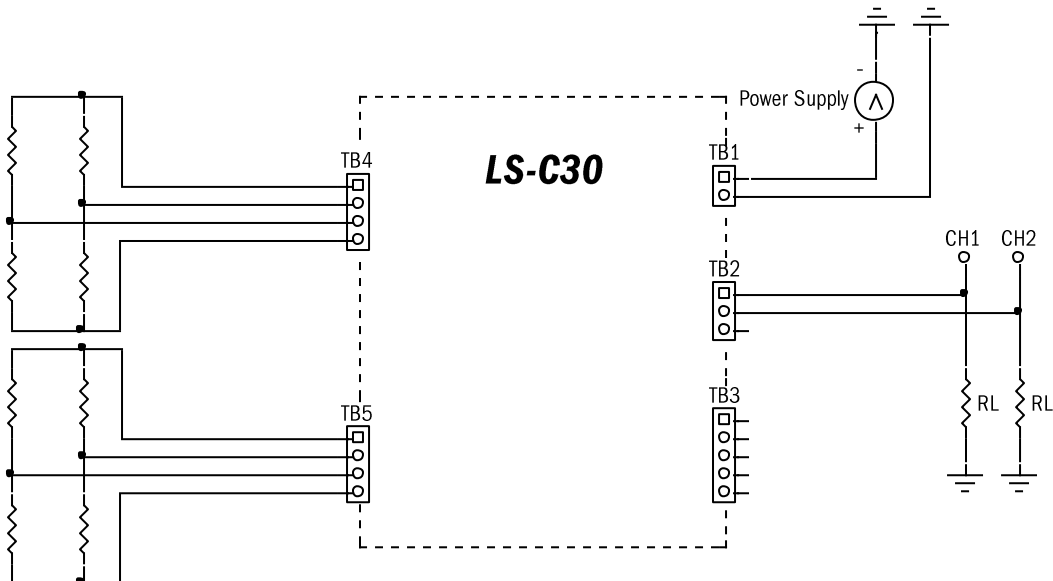 -
Power Supply
+
LS-C30
TB4
TB1
CH1 CH2
TB2
RL RL
TB3
TB5